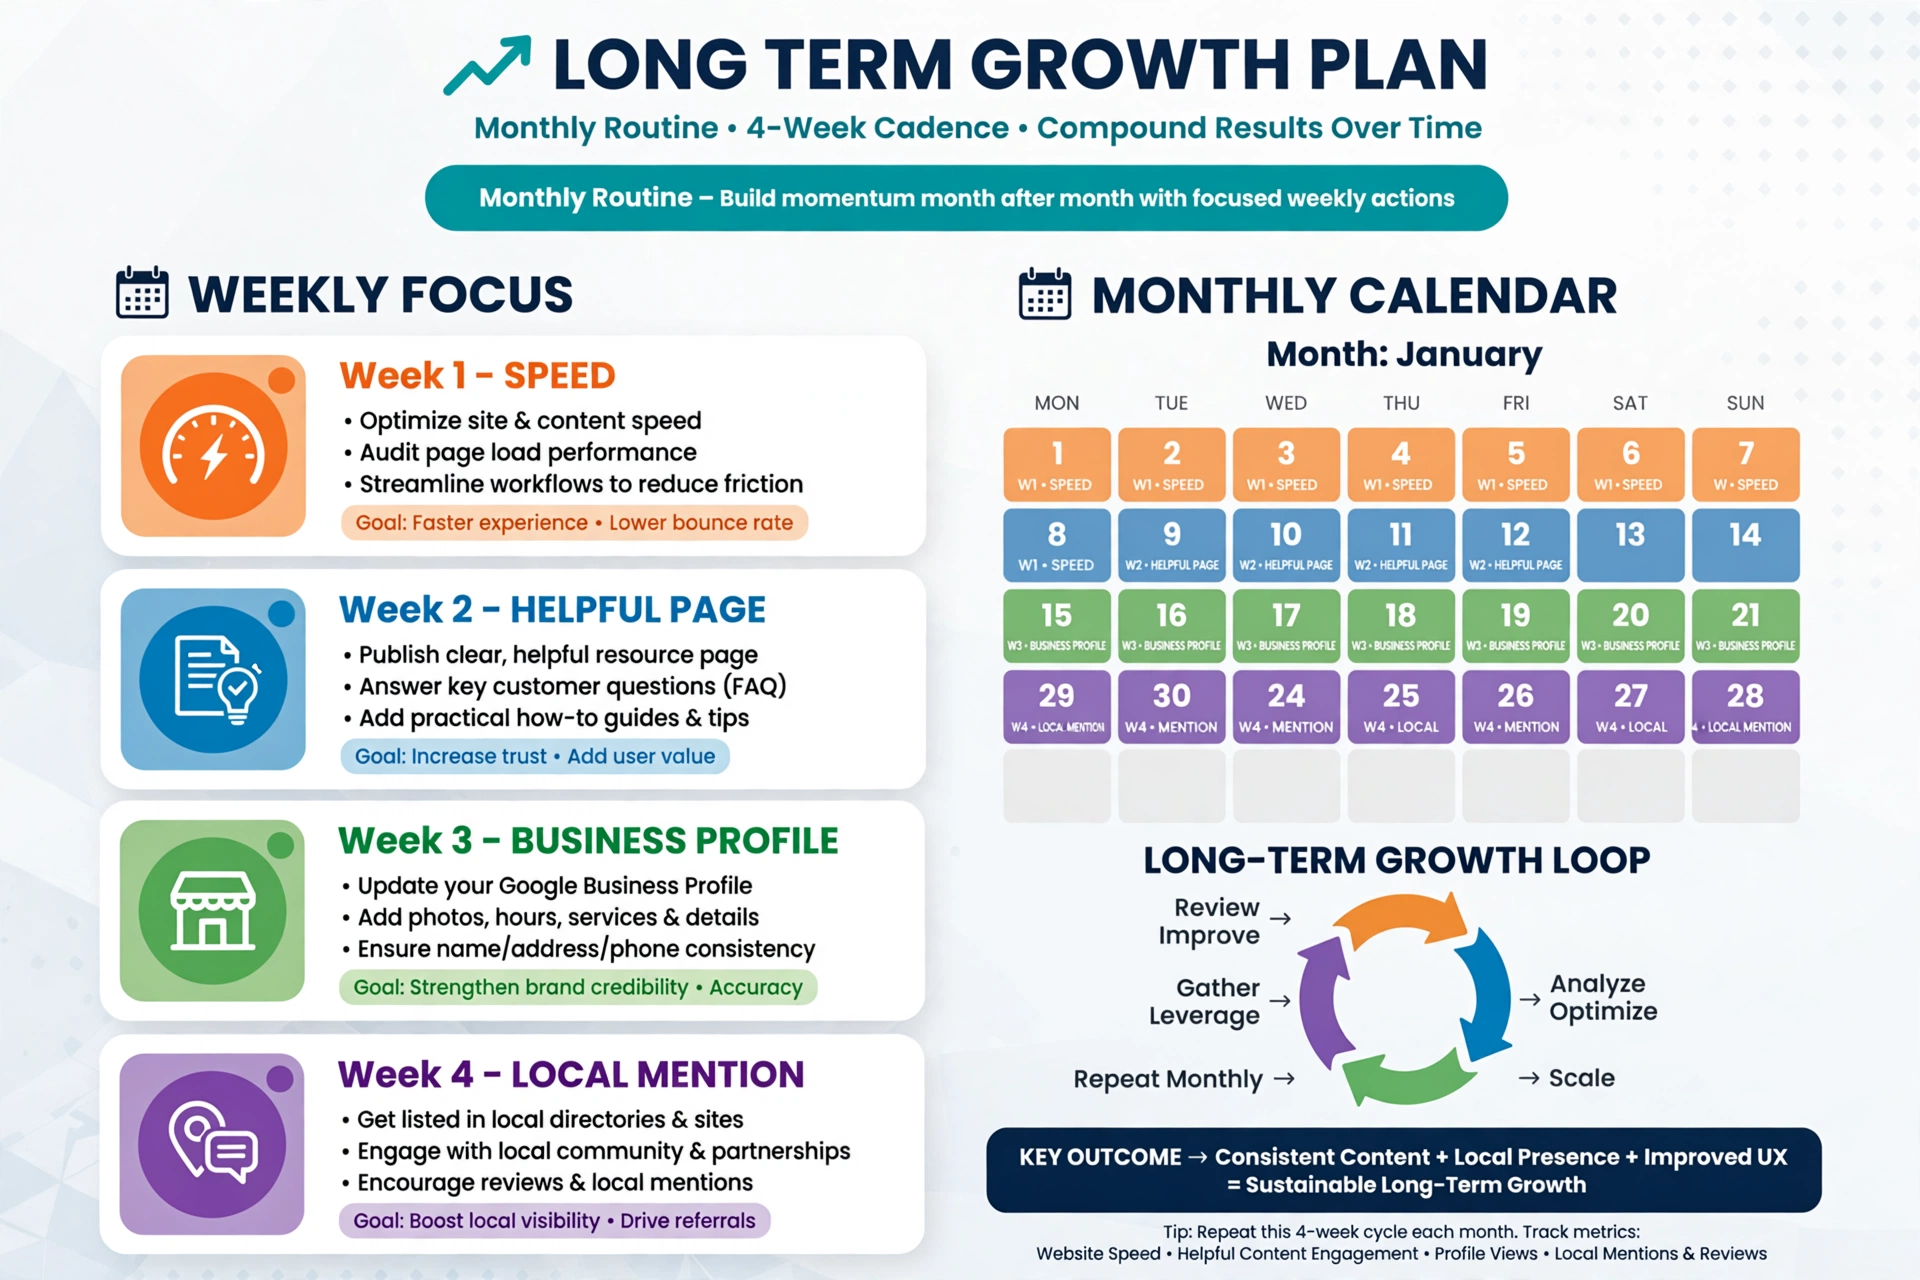 LONG TERM GROWTH PLAN
Monthly Routine • 4-Week Cadence • Compound Results Over Time
Monthly Routine – Build momentum month after month with focused weekly actions
WEEKLY FOCUS
Week 1 - SPEED
• Optimize site & content speed
• Audit page load performance
• Streamline workflows to reduce friction
Goal: Faster experience • Lower bounce rate
Week 2 - HELPFUL PAGE
• Publish clear, helpful resource page
• Answer key customer questions (FAQ)
• Add practical how-to guides & tips
Goal: Increase trust • Add user value
Week 3 - BUSINESS PROFILE
• Update your Google Business Profile
• Add photos, hours, services & details
• Ensure name/address/phone consistency
Goal: Strengthen brand credibility • Accuracy
Week 4 - LOCAL MENTION
• Get listed in local directories & sites
• Engage with local community & partnerships
• Encourage reviews & local mentions
Goal: Boost local visibility • Drive referrals
MONTHLY CALENDAR
Month: January
MON TUE WED THU FRI SAT SUN
1 2 3 4 5 6 7
W1 • SPEED W1 • SPEED W1 • SPEED W1 • SPEED W1 • SPEED W1 • SPEED W • SPEED
8 9 10 11 12 13 14
W1 • SPEED W2 • HELPFUL PAGE W2 • HELPFUL PAGE W2 • HELPFUL PAGE W2 • HELPFUL PAGE
15 16 17 18 19 20 21
W3 • BUSINESS PROFILE W3 • BUSINESS PROFILE W3 • BUSINESS PROFILE W3 • BUSINESS PROFILE W3 • BUSINESS PROFILE W3 • BUSINESS PROFILE W3 • BUSINESS PROFILE
29 30 24 25 26 27 28
W4 • LOCAL MENTION W4 • MENTION W4 • MENTION W4 • LOCAL W4 • MENTION W4 • LOCAL 4 • LOCAL MENTION
LONG-TERM GROWTH LOOP
Review
Improve →
Gather
Leverage →
Repeat Monthly →
→ Analyze
Optimize
→ Scale
KEY OUTCOME → Consistent Content + Local Presence + Improved UX
= Sustainable Long-Term Growth
Tip: Repeat this 4-week cycle each month. Track metrics:
Website Speed • Helpful Content Engagement • Profile Views • Local Mentions & Reviews